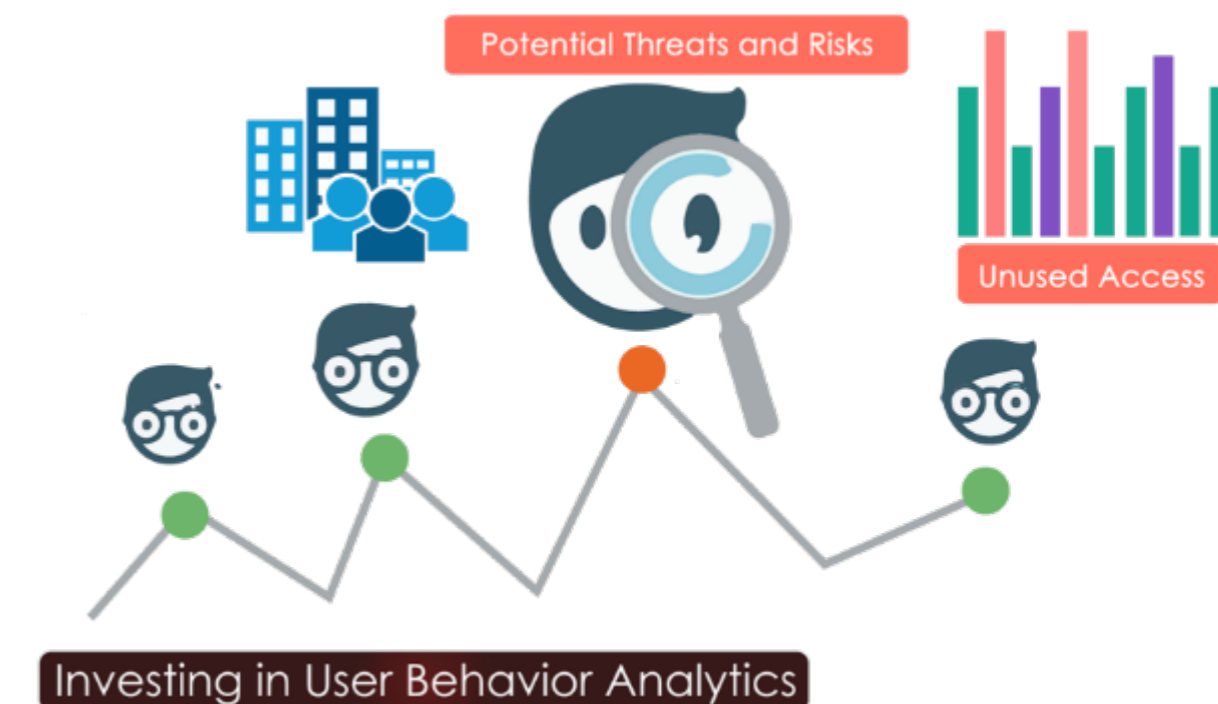 Potential Threats and Risks
Unused Access
Investing in User Behavior Analytics